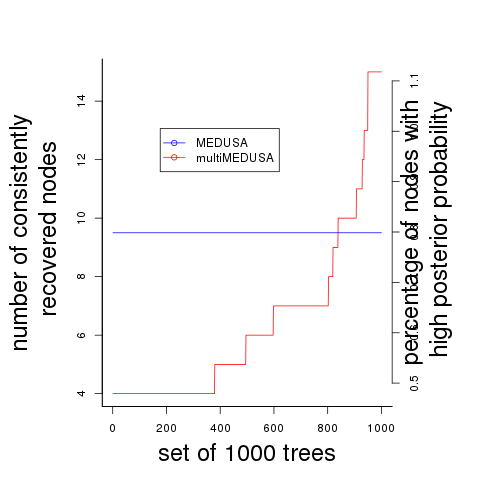 number of consistently
recovered nodes
14
12
10
8
6
4
MEDUSA
multiMEDUSA
1.1
0.5
percentage of nodes with
high posterior probability
0
200
400
600
800
1000
set of 1000 trees